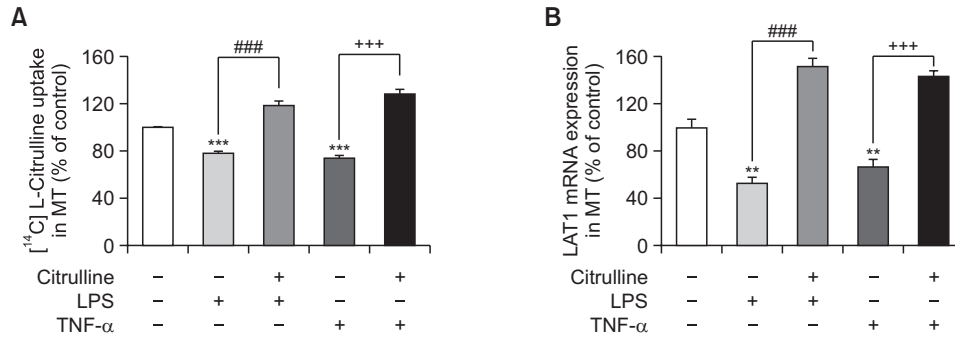 A
[¹⁴C] L-Citrulline uptake
in MT (% of control)
160
120
80
40
0
***
###
***
+++
Citrulline – – + – +
LPS – + + – –
TNF-α – – – + +
B
LAT1 mRNA expression
in MT (% of control)
160
120
80
40
0
**
###
**
+++
Citrulline – – + – +
LPS – + + – –
TNF-α – – – + +